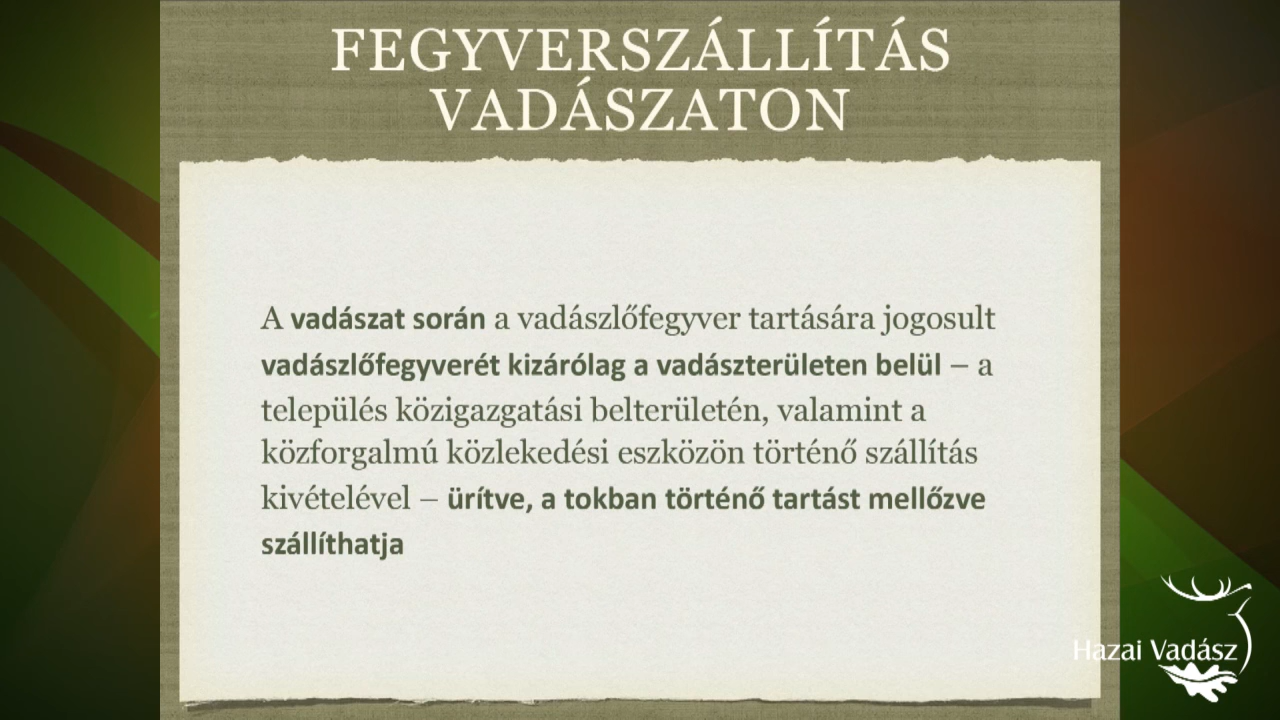 FEGYVERSZÁLLÍTÁS
VADÁSZATON
A vadászat során a vadászlőfegyver tartására jogosult
vadászlőfegyverét kizárólag a vadászterületen belül – a
település közigazgatási belterületén, valamint a
közforgalmú közlekedési eszközön történő szállítás
kivételével – ürítve, a tokban történő tartást mellőzve
szállíthatja
Hazai Vadász